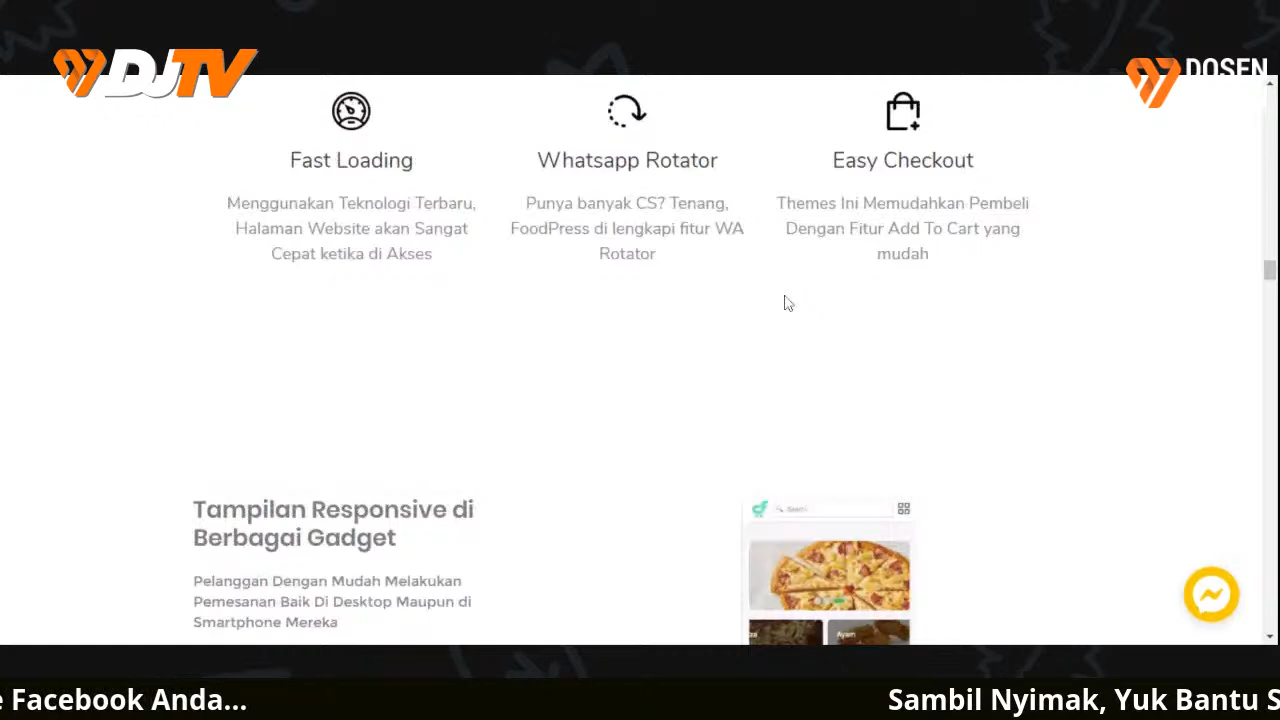 DJTV
DOSEN
Fast Loading
Menggunakan Teknologi Terbaru,
Halaman Website akan Sangat
Cepat ketika di Akses
Whatsapp Rotator
Punya banyak CS? Tenang,
FoodPress di lengkapi fitur WA
Rotator
Easy Checkout
Themes Ini Memudahkan Pembeli
Dengan Fitur Add To Cart yang
mudah
Tampilan Responsive di
Berbagai Gadget
Pelanggan Dengan Mudah Melakukan
Pemesanan Baik Di Desktop Maupun di
Smartphone Mereka
Ayam
e Facebook Anda...
Sambil Nyimak, Yuk Bantu S